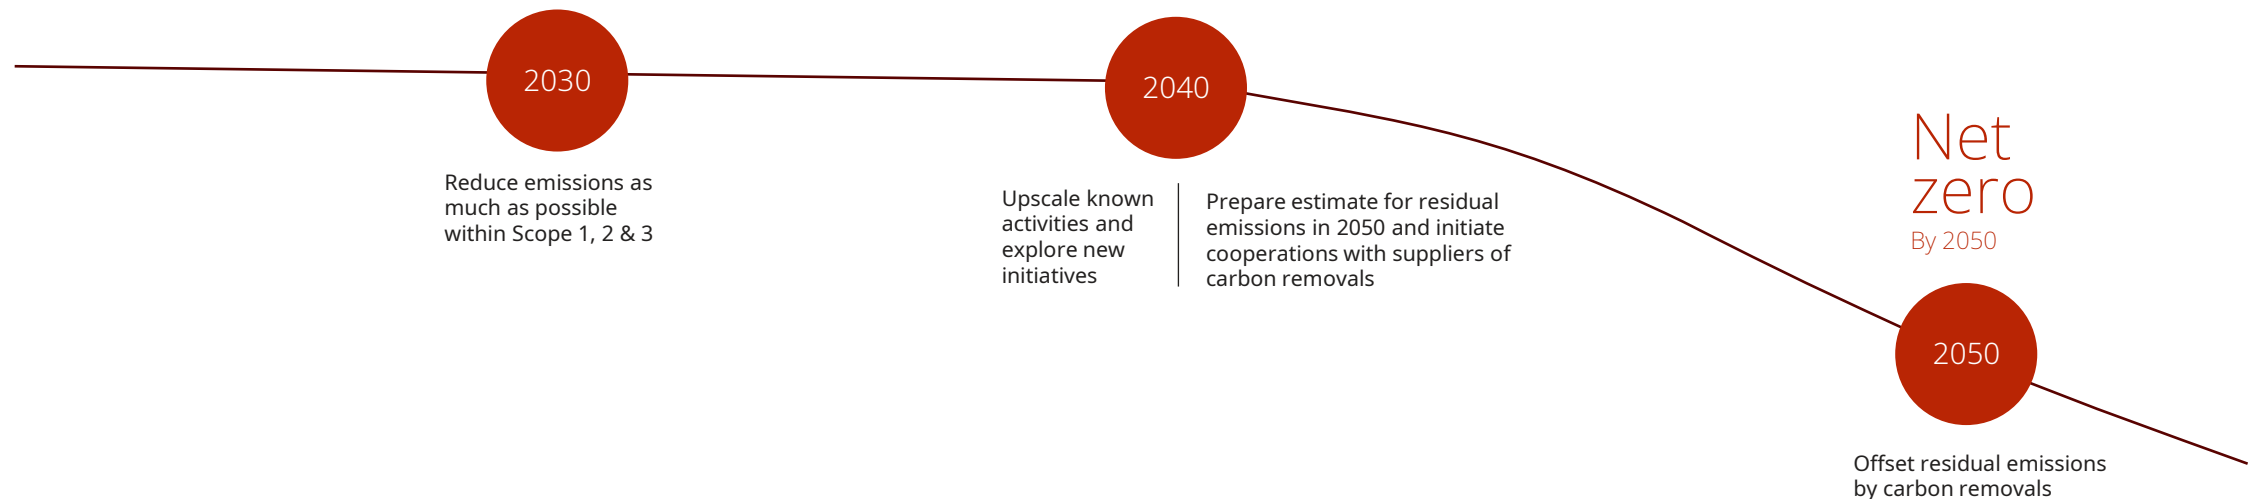 2030
Reduce emissions as
much as possible
within Scope 1, 2 & 3
2040
Upscale known
activities and
explore new
initiatives
Prepare estimate for residual
emissions in 2050 and initiate
cooperations with suppliers of
carbon removals
Net
zero
By 2050
2050
Offset residual emissions
by carbon removals